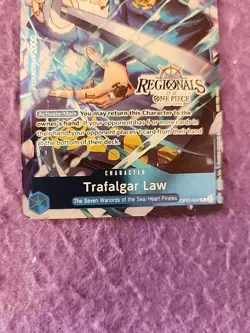 COUNTER+2000
REGIONALS
ONE PIECE
Activate: Main You may return this Character to the
owner's hand: If your opponent has 6 or more cards in
their hand, your opponent places 1 card from their hand
at the bottom of their deck.
CHARACTER
Trafalgar Law
The Seven Warlords of the Sea/Heart Pirates